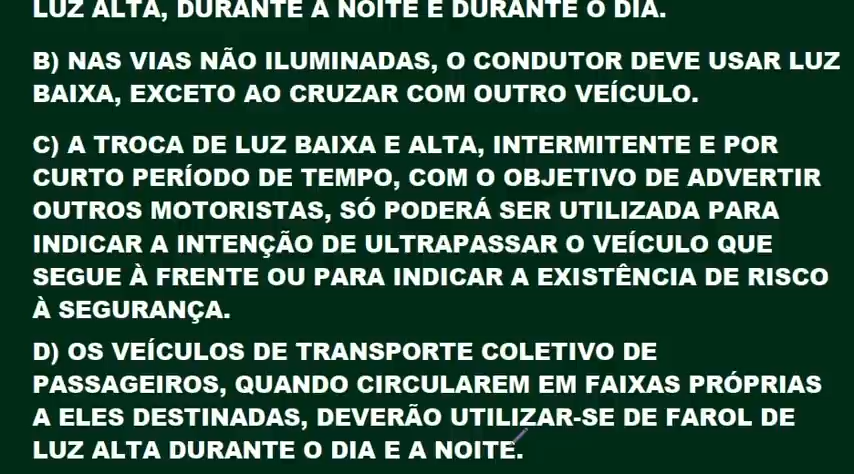 LUZ ALTA, DURANTE A NOITE E DURANTE O DIA.
B) NAS VIAS NÃO ILUMINADAS, O CONDUTOR DEVE USAR LUZ
BAIXA, EXCETO AO CRUZAR COM OUTRO VEÍCULO.
C) A TROCA DE LUZ BAIXA E ALTA, INTERMITENTE E POR
CURTO PERÍODO DE TEMPO, COM O OBJETIVO DE ADVERTIR
OUTROS MOTORISTAS, SÓ PODERÁ SER UTILIZADA PARA
INDICAR A INTENÇÃO DE ULTRAPASSAR O VEÍCULO QUE
SEGUE À FRENTE OU PARA INDICAR A EXISTÊNCIA DE RISCO
À SEGURANÇA.
D) OS VEÍCULOS DE TRANSPORTE COLETIVO DE
PASSAGEIROS, QUANDO CIRCULAREM EM FAIXAS PRÓPRIAS
A ELES DESTINADAS, DEVERÃO UTILIZAR-SE DE FAROL DE
LUZ ALTA DURANTE O DIA E A NOITE.